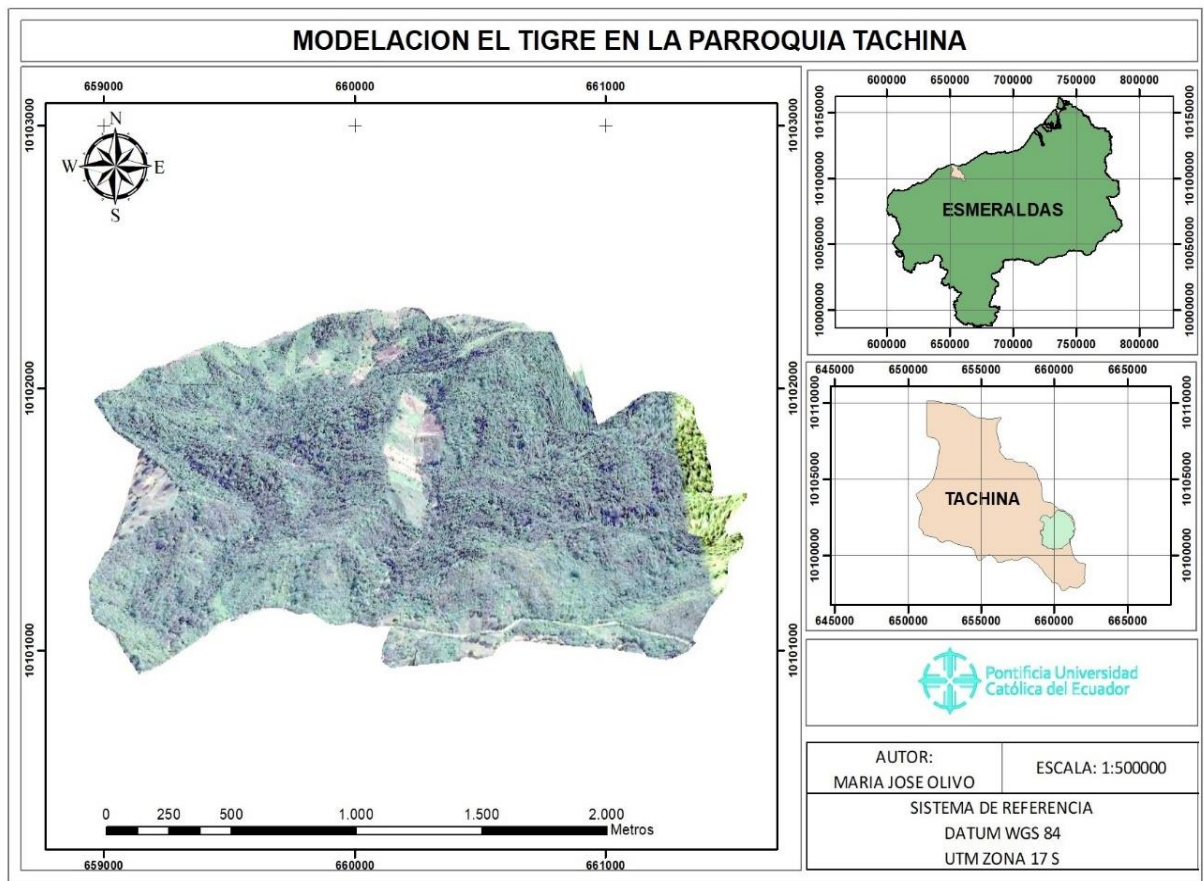 MODELACION EL TIGRE EN LA PARROQUIA TACHINA
659000 660000 661000
10103000 10103000
N
W E
S
10102000 10102000
10101000 10101000
0 250 500 1.000 1.500 2.000
Metros
659000 660000 661000
600000 650000 700000 750000 800000
10150000 10150000
10100000 10100000
ESMERALDAS
10050000 10050000
10000000 10000000
600000 650000 700000 750000 800000
645000 650000 655000 660000 665000
10110000 10110000
10105000 10105000
TACHINA
10100000 10100000
645000 650000 655000 660000 665000
Pontificia Universidad
Católica del Ecuador
AUTOR:
MARIA JOSE OLIVO
ESCALA: 1:500000
SISTEMA DE REFERENCIA
DATUM WGS 84
UTM ZONA 17 S